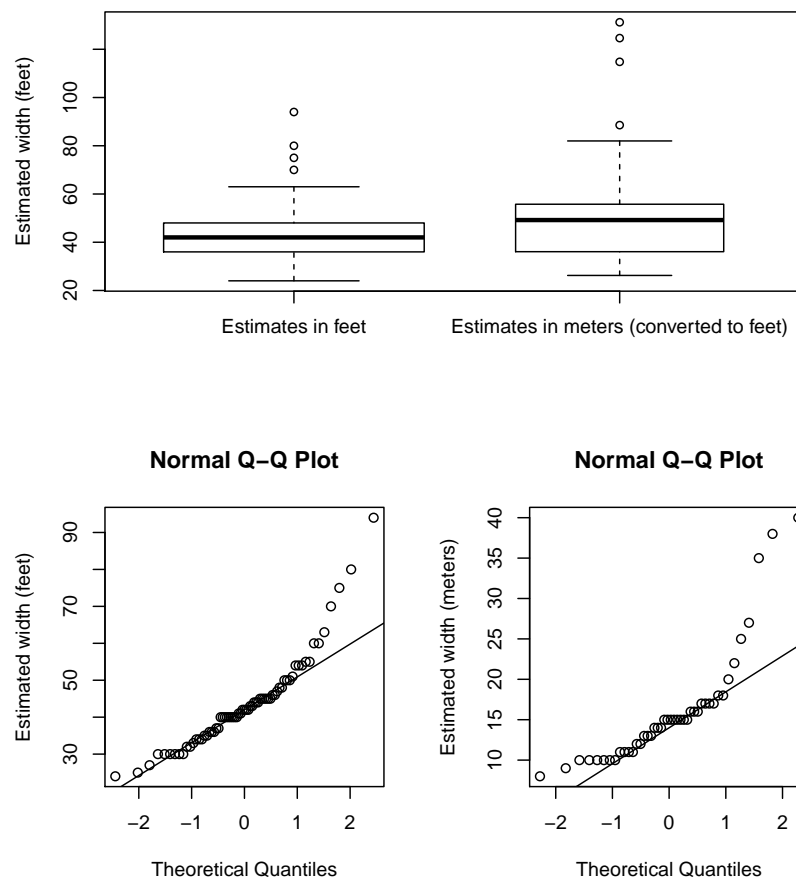 Estimated width (feet)
20
40
60
80
100
Estimates in feet
Estimates in meters (converted to feet)
Normal Q−Q Plot
Estimated width (feet)
30
50
70
90
−2
−1
0
1
2
Theoretical Quantiles
Normal Q−Q Plot
Estimated width (meters)
10
15
20
25
30
35
40
−2
−1
0
1
2
Theoretical Quantiles